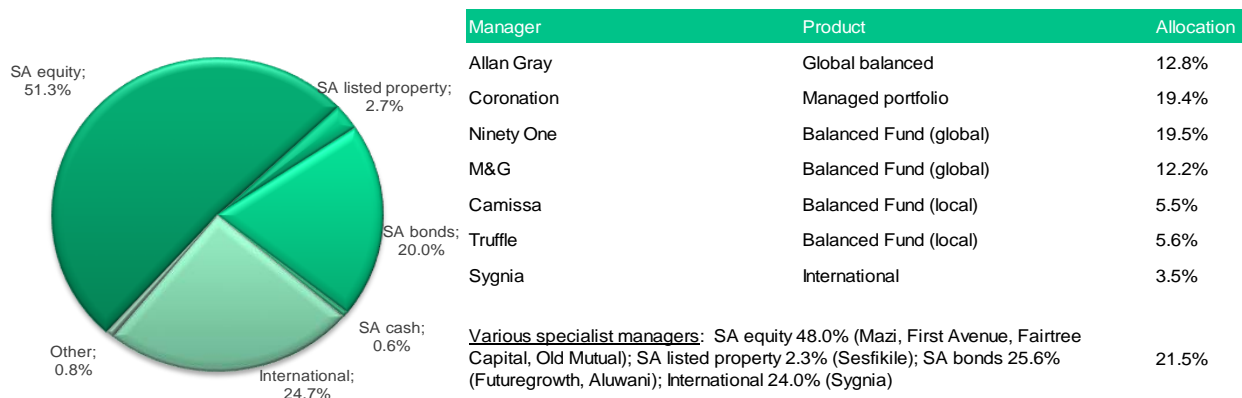 SA equity;
51.3%
SA listed property;
2.7%
SA bonds;
20.0%
SA cash;
0.6%
International;
24.7%
Other;
0.8%
Manager Product Allocation
Allan Gray Global balanced 12.8%
Coronation Managed portfolio 19.4%
Ninety One Balanced Fund (global) 19.5%
M&G Balanced Fund (global) 12.2%
Camissa Balanced Fund (local) 5.5%
Truffle Balanced Fund (local) 5.6%
Sygnia International 3.5%
Various specialist managers: SA equity 48.0% (Mazi, First Avenue, Fairtree
Capital, Old Mutual); SA listed property 2.3% (Sesfikile); SA bonds 25.6%
(Futuregrowth, Aluwani); International 24.0% (Sygnia)
21.5%